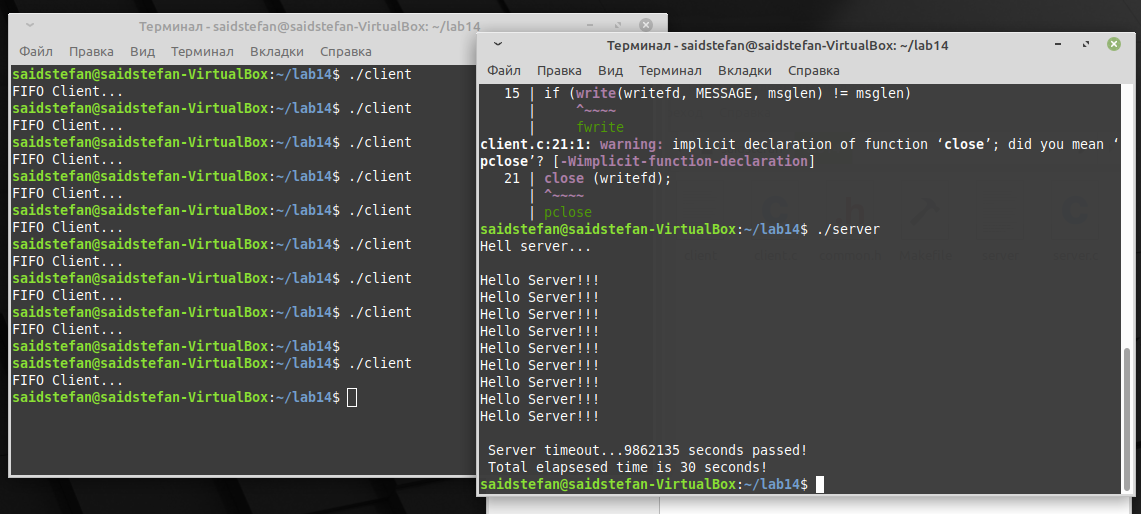 Терминал - saidstefan@saidstefan-VirtualBox: ~/lab14
Файл Правка Вид Терминал Вкладки Справка
saidstefan@saidstefan-VirtualBox:~/lab14$ ./client
FIFO Client...
saidstefan@saidstefan-VirtualBox:~/lab14$ ./client
FIFO Client...
saidstefan@saidstefan-VirtualBox:~/lab14$ ./client
FIFO Client...
saidstefan@saidstefan-VirtualBox:~/lab14$ ./client
FIFO Client...
saidstefan@saidstefan-VirtualBox:~/lab14$ ./client
FIFO Client...
saidstefan@saidstefan-VirtualBox:~/lab14$ ./client
FIFO Client...
saidstefan@saidstefan-VirtualBox:~/lab14$ ./client
FIFO Client...
saidstefan@saidstefan-VirtualBox:~/lab14$ ./client
FIFO Client...
saidstefan@saidstefan-VirtualBox:~/lab14$
saidstefan@saidstefan-VirtualBox:~/lab14$ ./client
FIFO Client...
saidstefan@saidstefan-VirtualBox:~/lab14$
Терминал - saidstefan@saidstefan-VirtualBox: ~/lab14
Файл Правка Вид Терминал Вкладки Справка
15 | if (write(writefd, MESSAGE, msglen) != msglen)
| ^~~~~
| fwrite
client.c:21:1: warning: implicit declaration of function ‘close’; did you mean ‘
pclose’? [-Wimplicit-function-declaration]
21 | close (writefd);
| ^~~~~
| pclose
saidstefan@saidstefan-VirtualBox:~/lab14$ ./server
Hell server...
Hello Server!!!
Hello Server!!!
Hello Server!!!
Hello Server!!!
Hello Server!!!
Hello Server!!!
Hello Server!!!
Hello Server!!!
Hello Server!!!
Server timeout...9862135 seconds passed!
Total elapsesed time is 30 seconds!
saidstefan@saidstefan-VirtualBox:~/lab14$